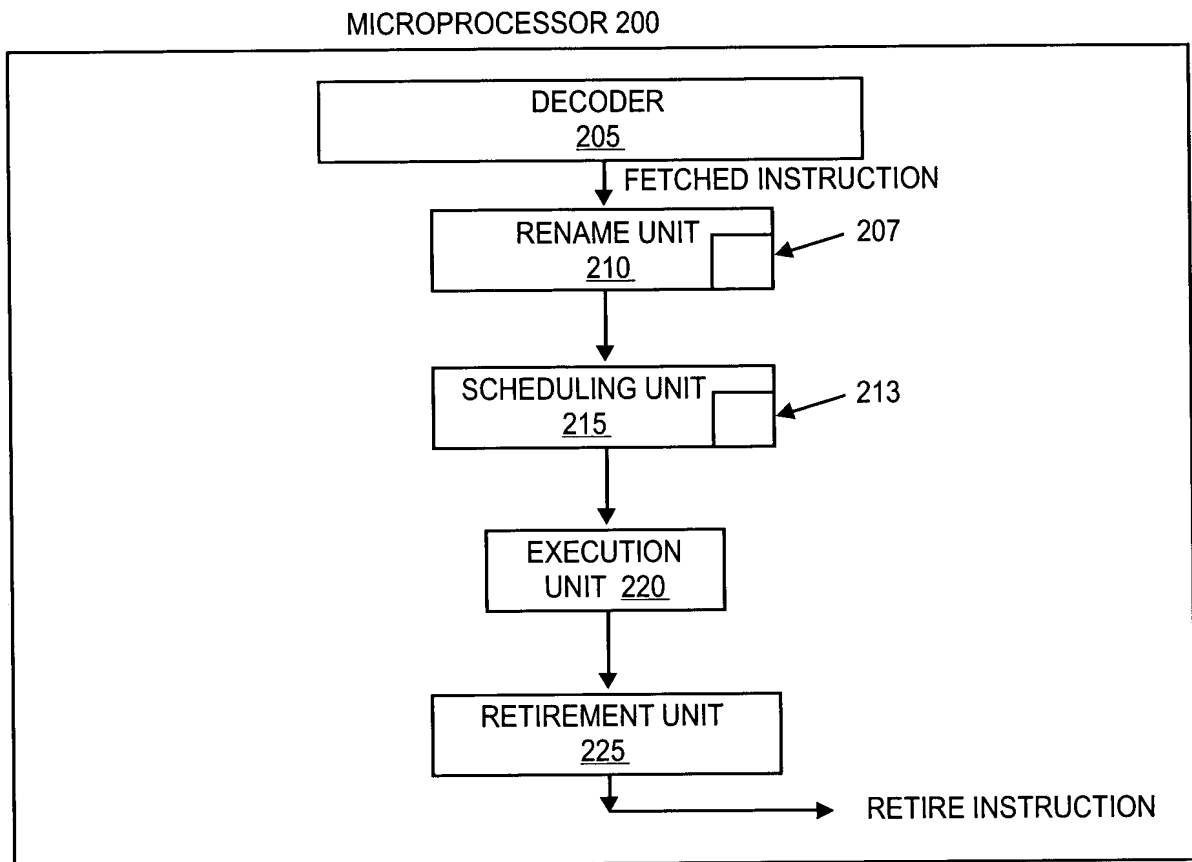 MICROPROCESSOR 200
DECODER
205
FETCHED INSTRUCTION
RENAME UNIT
210
207
SCHEDULING UNIT
215
213
EXECUTION
UNIT 220
RETIREMENT UNIT
225
RETIRE INSTRUCTION